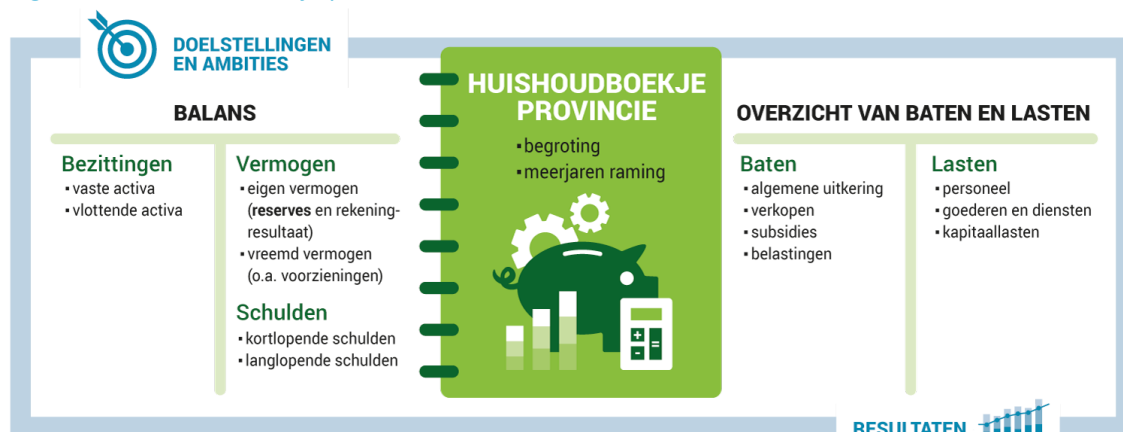 DOELSTELLINGEN
EN AMBITIES
BALANS
Bezittingen
▪ vaste activa
▪ vlottende activa
Vermogen
▪ eigen vermogen
(reserves en rekening-
resultaat)
▪ vreemd vermogen
(o.a. voorzieningen)
Schulden
▪ kortlopende schulden
▪ langlopende schulden
HUISHOUDBOEKJE
PROVINCIE
▪ begroting
▪ meerjaren raming
OVERZICHT VAN BATEN EN LASTEN
Baten
▪ algemene uitkering
▪ verkopen
▪ subsidies
▪ belastingen
Lasten
▪ personeel
▪ goederen en diensten
▪ kapitaallasten
RESULTATEN